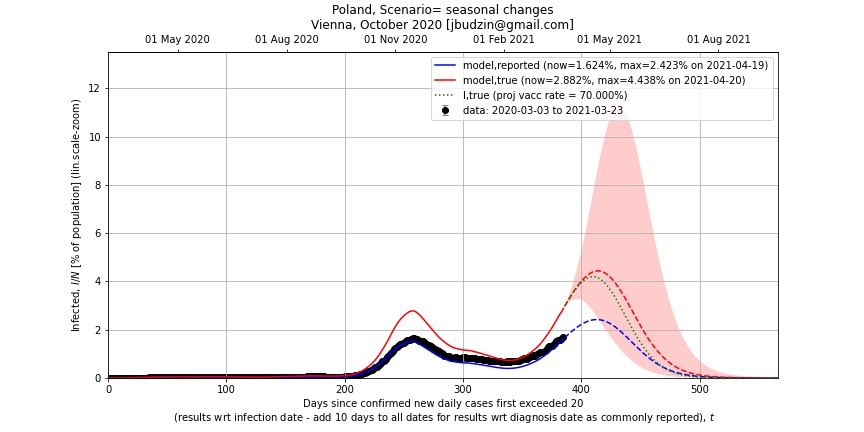 Poland, Scenario= seasonal changes
Vienna, October 2020 [jbudzin@gmail.com]
01 May 2020 01 Aug 2020 01 Nov 2020 01 Feb 2021 01 May 2021 01 Aug 2021
model,reported (now=1.624%, max=2.423% on 2021-04-19)
model,true (now=2.882%, max=4.438% on 2021-04-20)
I,true (proj vacc rate = 70.000%)
data: 2020-03-03 to 2021-03-23
Infected, I/N [% of population] (lin.scale-zoom)
12
10
8
6
4
2
0
0 100 200 300 400 500
Days since confirmed new daily cases first exceeded 20
(results wrt infection date - add 10 days to all dates for results wrt diagnosis date as commonly reported), t